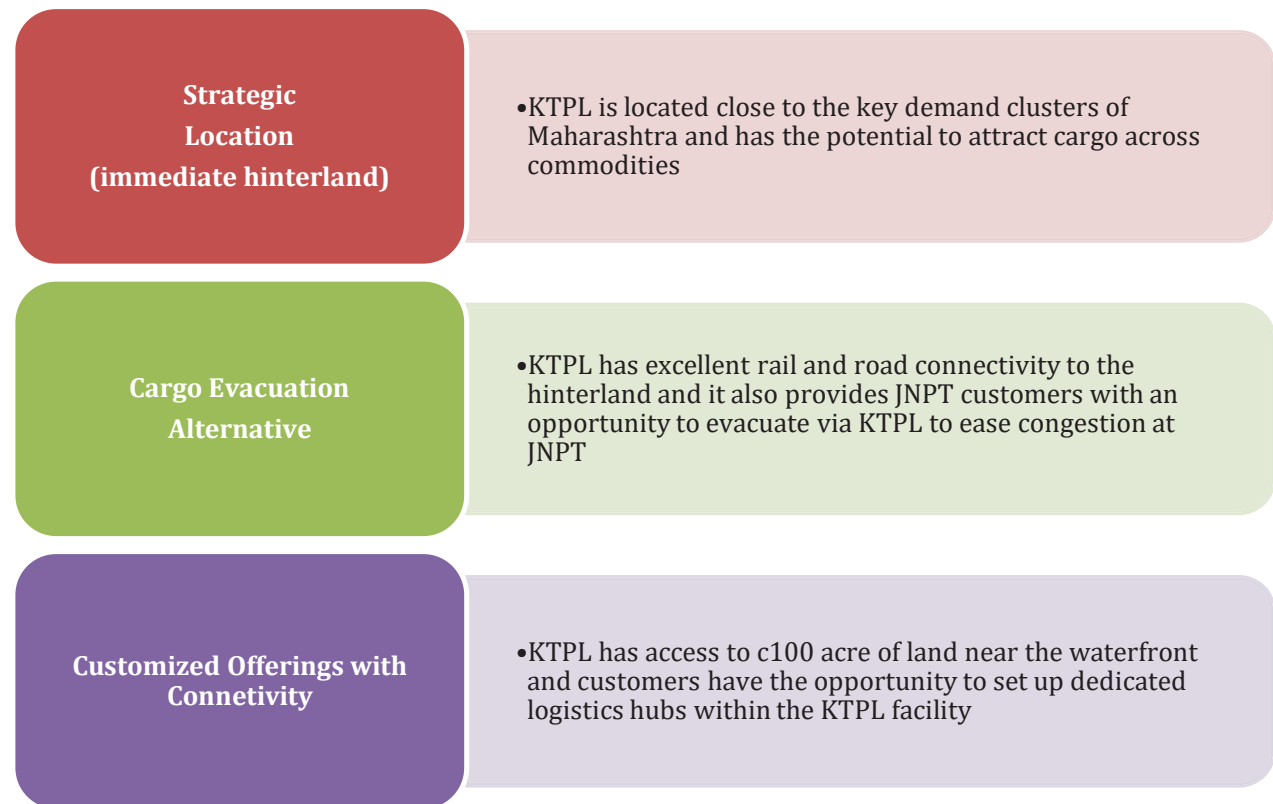 Strategic
Location
(immediate hinterland)
•KTPL is located close to the key demand clusters of
Maharashtra and has the potential to attract cargo across
commodities
Cargo Evacuation
Alternative
•KTPL has excellent rail and road connectivity to the
hinterland and it also provides JNPT customers with an
opportunity to evacuate via KTPL to ease congestion at
JNPT
Customized Offerings with
Connetivity
•KTPL has access to c100 acre of land near the waterfront
and customers have the opportunity to set up dedicated
logistics hubs within the KTPL facility